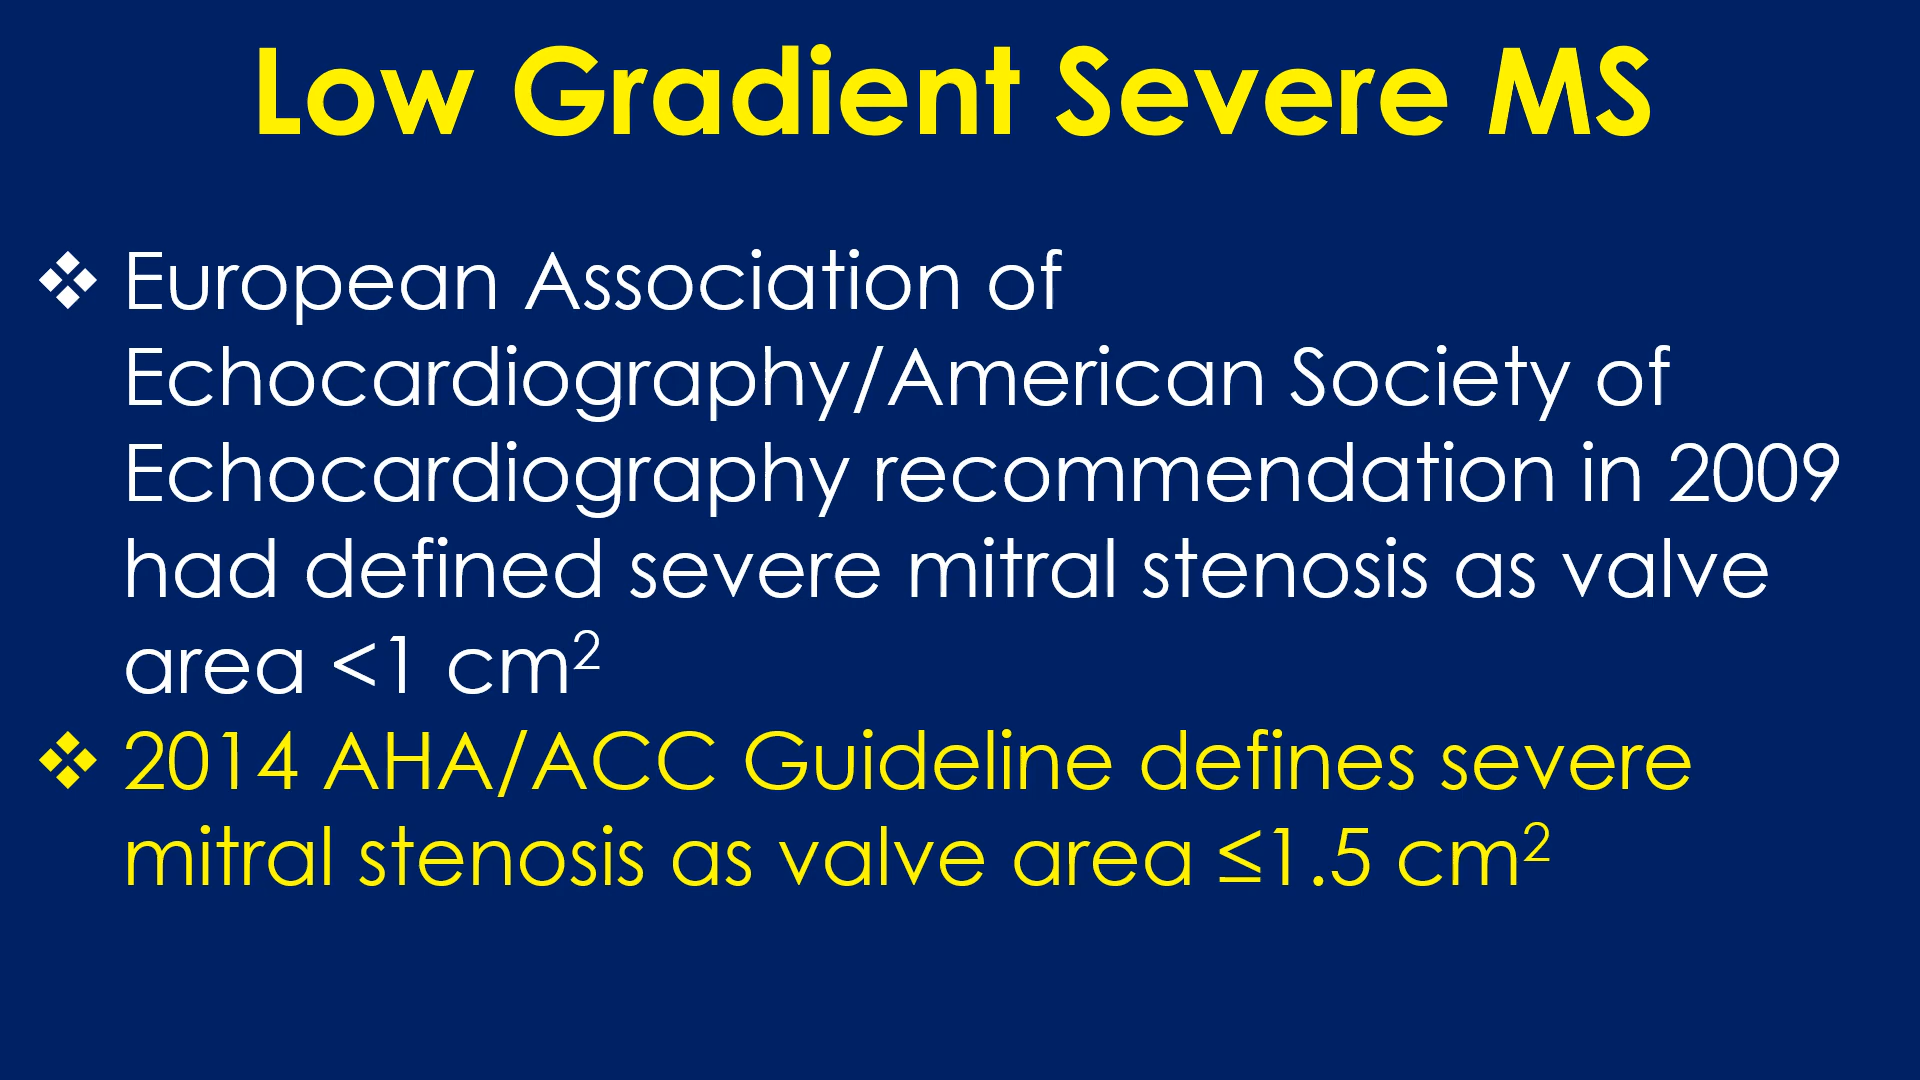 Low Gradient Severe MS
❖ European Association of
Echocardiography/American Society of
Echocardiography recommendation in 2009
had defined severe mitral stenosis as valve
area <1 cm²
❖ 2014 AHA/ACC Guideline defines severe
mitral stenosis as valve area ≤1.5 cm²